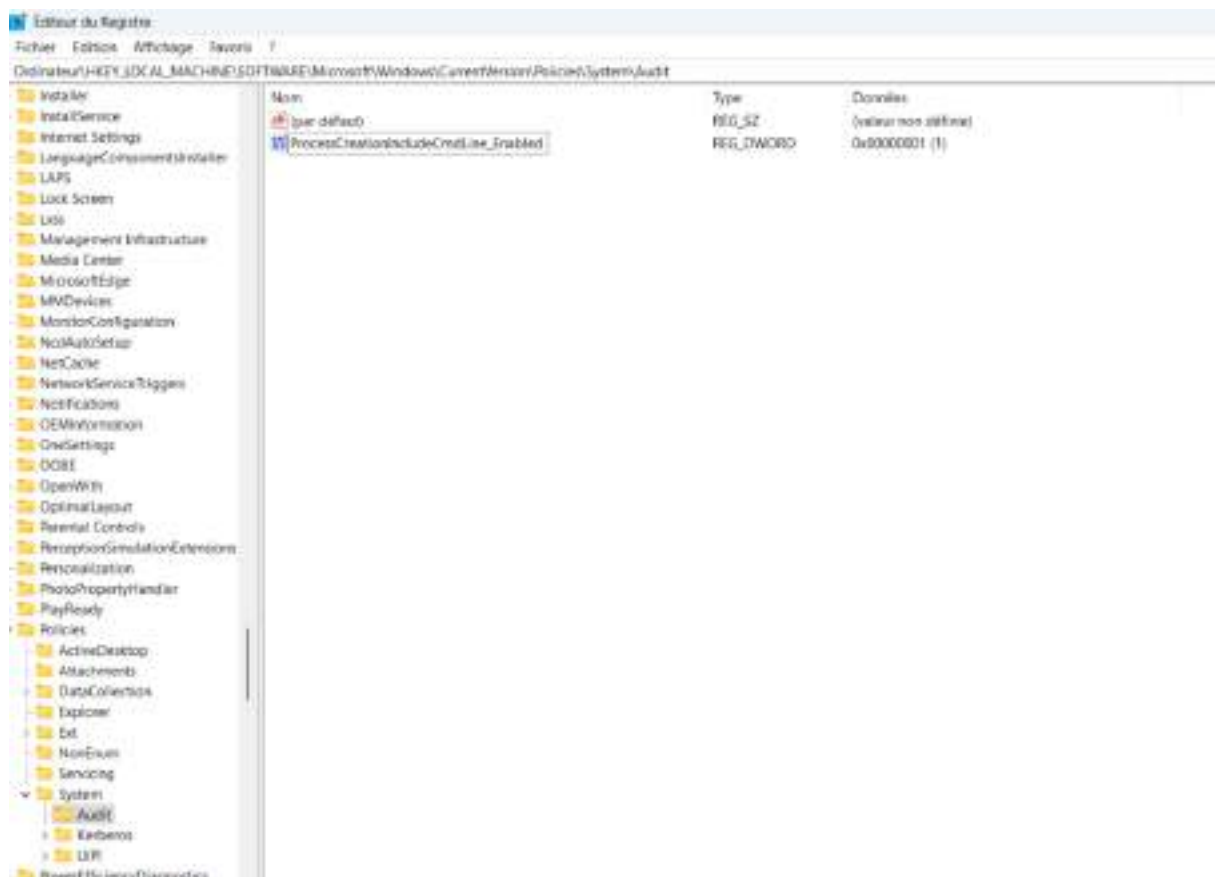 Éditeur du Registre
Fichier Edition Affichage Favoris ?
Ordinateur\HKEY_LOCAL_MACHINE\SOFTWARE\Microsoft\Windows\CurrentVersion\Policies\System\Audit
Installer
InstallService
Internet Settings
LanguageComponentsInstaller
LAPS
Lock Screen
Lxss
Management Infrastructure
Media Center
MicrosoftEdge
MMDevices
MonitorConfiguration
NcdAutoSetup
NetCache
NetworkServiceTriggers
Notifications
OEMInformation
OneSettings
OOBE
OpenWith
OptimalLayout
Parental Controls
PerceptionSimulationExtensions
Personalization
PhotoPropertyHandler
PlayReady
Policies
ActiveDesktop
Attachments
DataCollection
Explorer
Ext
NonEnum
Servicing
System
Audit
Kerberos
UIPI
PowerEfficiencyDiagnostics
Nom Type Données
(par défaut) REG_SZ (valeur non définie)
ProcessCreationIncludeCmdLine_Enabled REG_DWORD 0x00000001 (1)